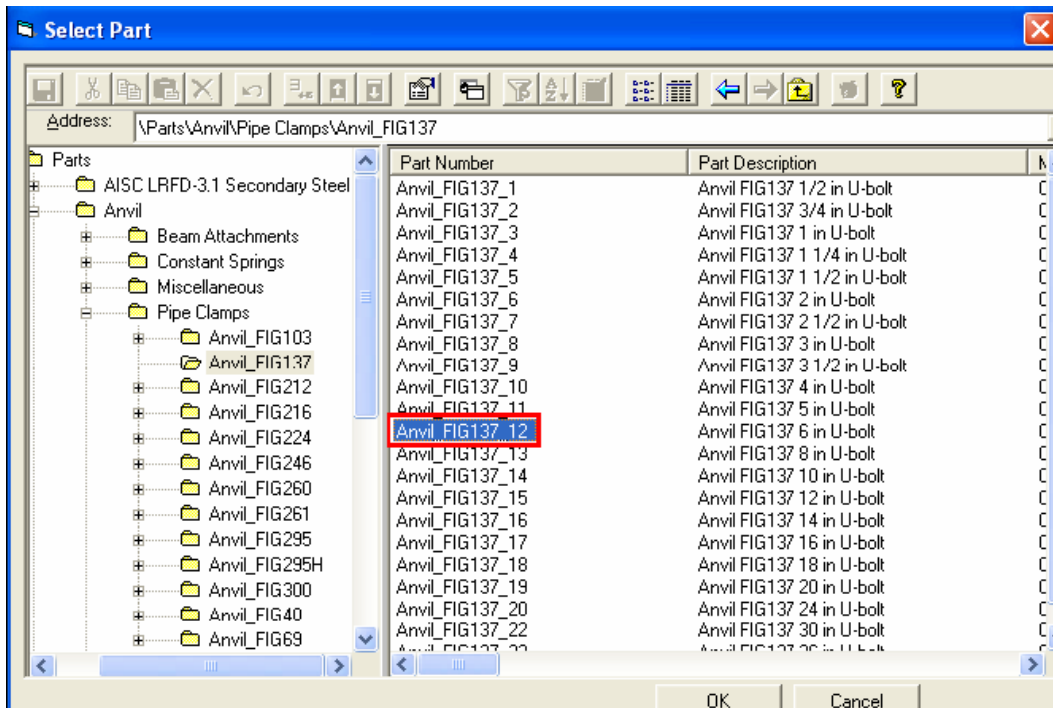 Select Part
Address: \Parts\Anvil\Pipe Clamps\Anvil_FIG137
Parts
AISC LRFD-3.1 Secondary Steel
Anvil
Beam Attachments
Constant Springs
Miscellaneous
Pipe Clamps
Anvil_FIG103
Anvil_FIG137
Anvil_FIG212
Anvil_FIG216
Anvil_FIG224
Anvil_FIG246
Anvil_FIG260
Anvil_FIG261
Anvil_FIG295
Anvil_FIG295H
Anvil_FIG300
Anvil_FIG40
Anvil_FIG69
Part Number Part Description
Anvil_FIG137_1 Anvil FIG137 1/2 in U-bolt
Anvil_FIG137_2 Anvil FIG137 3/4 in U-bolt
Anvil_FIG137_3 Anvil FIG137 1 in U-bolt
Anvil_FIG137_4 Anvil FIG137 1 1/4 in U-bolt
Anvil_FIG137_5 Anvil FIG137 1 1/2 in U-bolt
Anvil_FIG137_6 Anvil FIG137 2 in U-bolt
Anvil_FIG137_7 Anvil FIG137 2 1/2 in U-bolt
Anvil_FIG137_8 Anvil FIG137 3 in U-bolt
Anvil_FIG137_9 Anvil FIG137 3 1/2 in U-bolt
Anvil_FIG137_10 Anvil FIG137 4 in U-bolt
Anvil_FIG137_11 Anvil FIG137 5 in U-bolt
Anvil_FIG137_12 Anvil FIG137 6 in U-bolt
Anvil_FIG137_13 Anvil FIG137 8 in U-bolt
Anvil_FIG137_14 Anvil FIG137 10 in U-bolt
Anvil_FIG137_15 Anvil FIG137 12 in U-bolt
Anvil_FIG137_16 Anvil FIG137 14 in U-bolt
Anvil_FIG137_17 Anvil FIG137 16 in U-bolt
Anvil_FIG137_18 Anvil FIG137 18 in U-bolt
Anvil_FIG137_19 Anvil FIG137 20 in U-bolt
Anvil_FIG137_20 Anvil FIG137 24 in U-bolt
Anvil_FIG137_22 Anvil FIG137 30 in U-bolt
OK Cancel